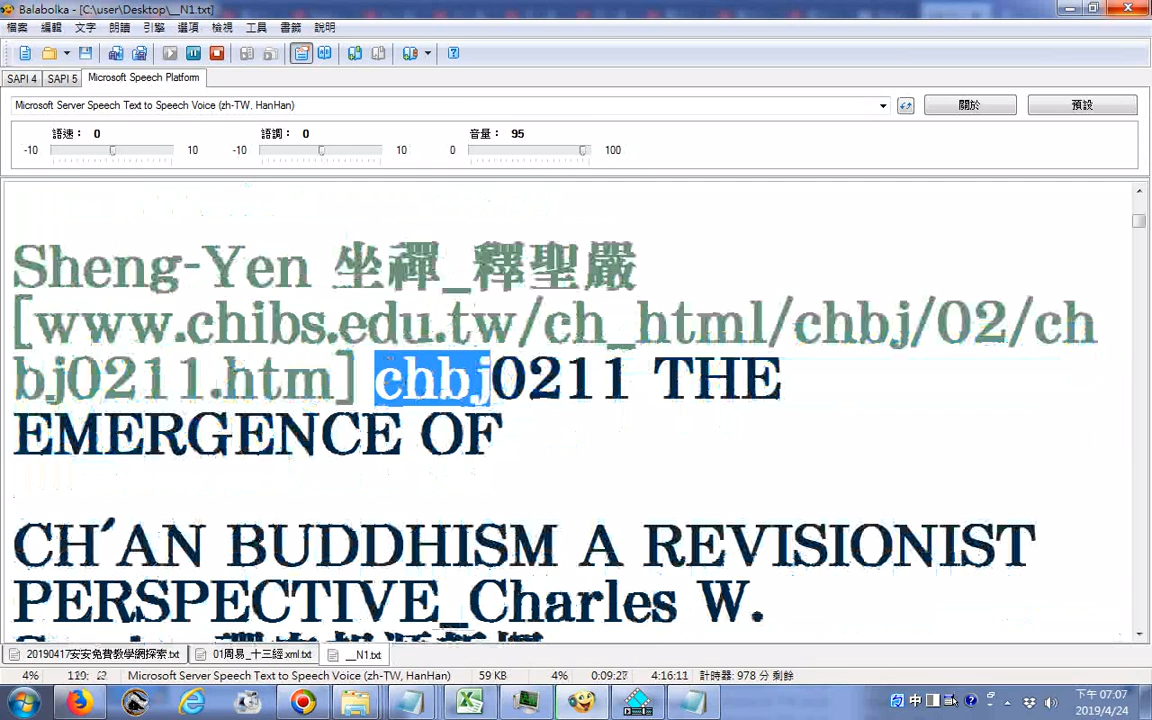 Balabolka - [C:\user\Desktop\__N1.txt]
檔案 編輯 文字 朗讀 引擎 選項 檢視 工具 書籤 說明
SAPI 4 SAPI 5 Microsoft Speech Platform
Microsoft Server Speech Text to Speech Voice (zh-TW, HanHan)
關於 預設
語速： 0 語調： 0 音量： 95
-10 10 -10 10 0 100
Sheng-Yen 坐禪_釋聖嚴
[www.chibs.edu.tw/ch_html/chbj/02/ch
bj0211.htm] chbj0211 THE
EMERGENCE OF
CH'AN BUDDHISM A REVISIONIST
PERSPECTIVE_Charles W.
20190417安安免費教學網探索.txt 01周易_十三經.xml.txt __N1.txt
4% Microsoft Server Speech Text to Speech Voice (zh-TW, HanHan) 59 KB 4% 4:16:11 計時器: 978 分 剩餘
中 下午 07:07
2019/4/24